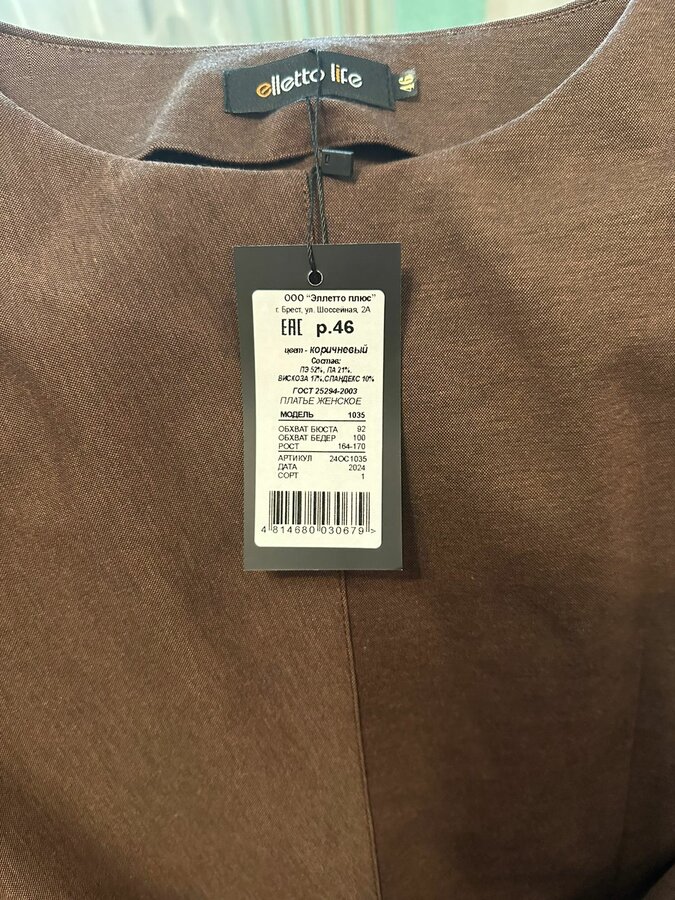 elletto life
46
ООО "Эллетто плюс"
г. Брест, ул. Шоссейная, 2А
ЕАС р.46
цвет - коричневый
Состав:
ПЭ 52%, ПА 21%,
ВИСКОЗА 17%,СПАНДЕКС 10%
ГОСТ 25294-2003
ПЛАТЬЕ ЖЕНСКОЕ
МОДЕЛЬ 1035
ОБХВАТ БЮСТА 92
ОБХВАТ БЕДЕР 100
РОСТ 164-170
АРТИКУЛ 24ОС1035
ДАТА 2024
СОРТ 1
4 814680 030679 >